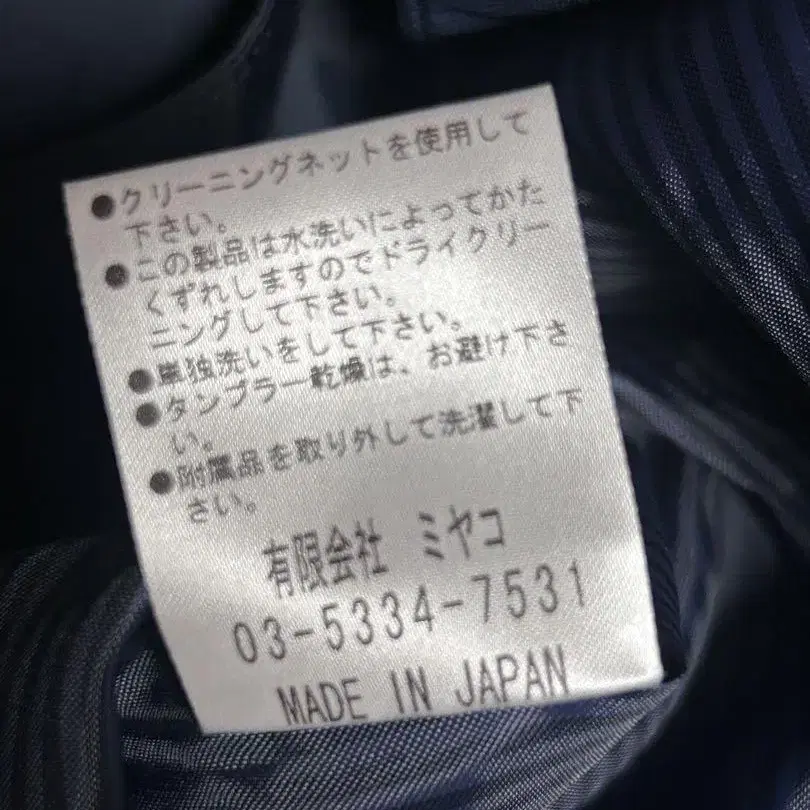 ●クリーニングネットを使用して
下さい。
●この製品は水洗いによってかた
くずれしますのでドライクリー
ニングして下さい。
●単独洗いをして下さい。
●タンブラー乾燥は、お避け下さ
い。
●附属品を取り外して洗濯して下
さい。
有限会社 ミヤコ
03-5334-7531
MADE IN JAPAN